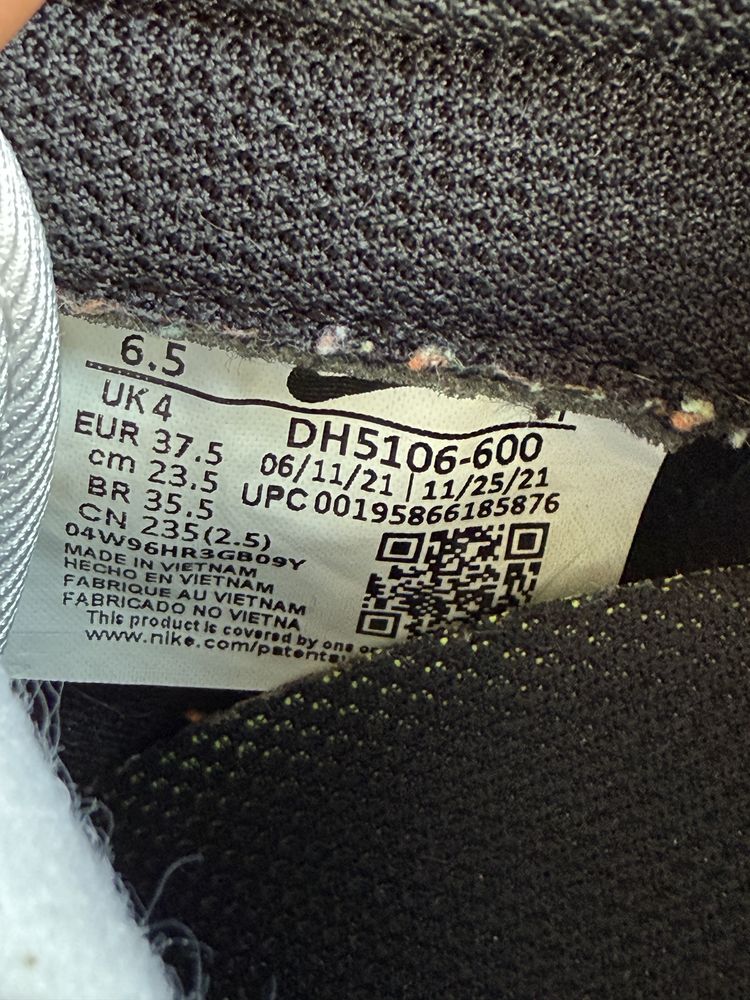 6.5
UK 4
EUR 37.5
cm 23.5
BR 35.5
CN 235(2.5)
04W96HR3GB09Y
MADE IN VIETNAM
HECHO EN VIETNAM
FABRIQUE AU VIETNAM
FABRICADO NO VIETNA
This product is covered by one or
www.nike.com/patents
DH5106-600
06/11/21 | 11/25/21
UPC 00195866185876